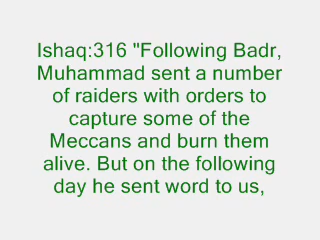 Ishaq:316 "Following Badr,
Muhammad sent a number
of raiders with orders to
capture some of the
Meccans and burn them
alive. But on the following
day he sent word to us,